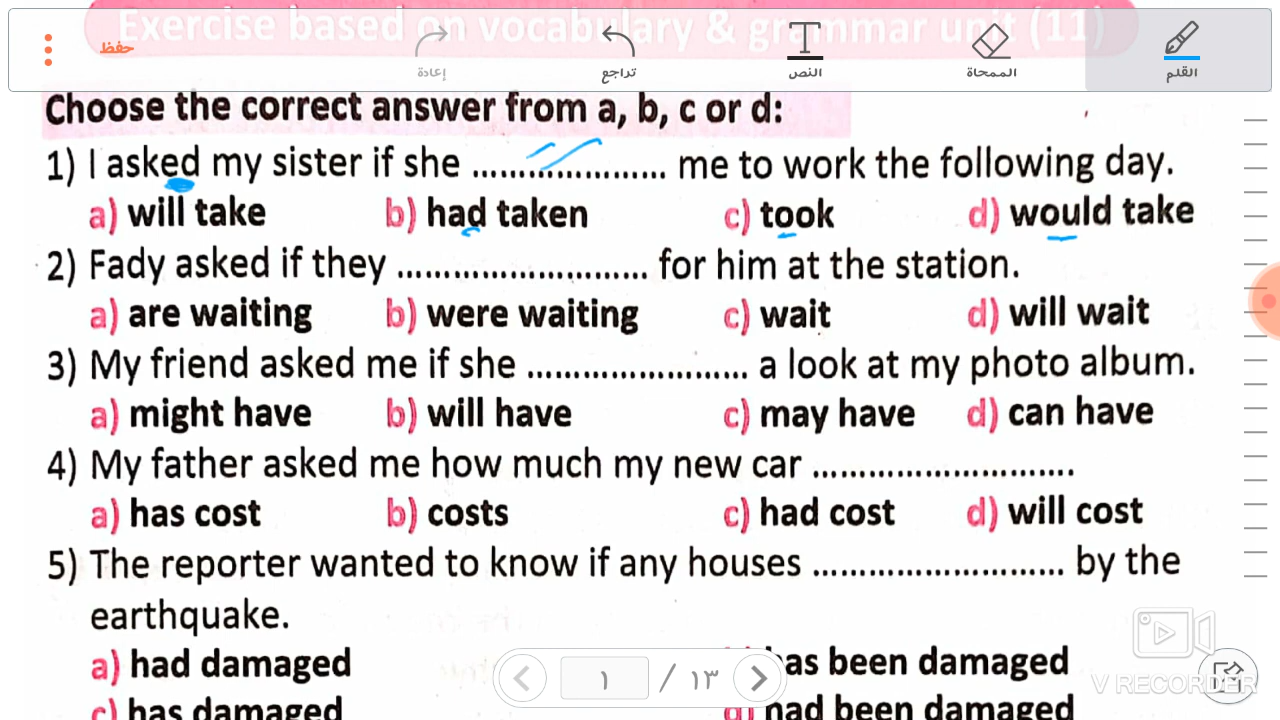 Exercise based on vocabulary & grammar unit (11)
حفظ
إعادة
تراجع
النص
الممحاة
القلم
Choose the correct answer from a, b, c or d:
1) I asked my sister if she ..................... me to work the following day.
a) will take b) had taken c) took d) would take
2) Fady asked if they ........................... for him at the station.
a) are waiting b) were waiting c) wait d) will wait
3) My friend asked me if she ........................ a look at my photo album.
a) might have b) will have c) may have d) can have
4) My father asked me how much my new car ............................
a) has cost b) costs c) had cost d) will cost
5) The reporter wanted to know if any houses ........................... by the
earthquake.
a) had damaged has been damaged
c) has damaged d) had been damaged
١ / ١٣
V RECORDER